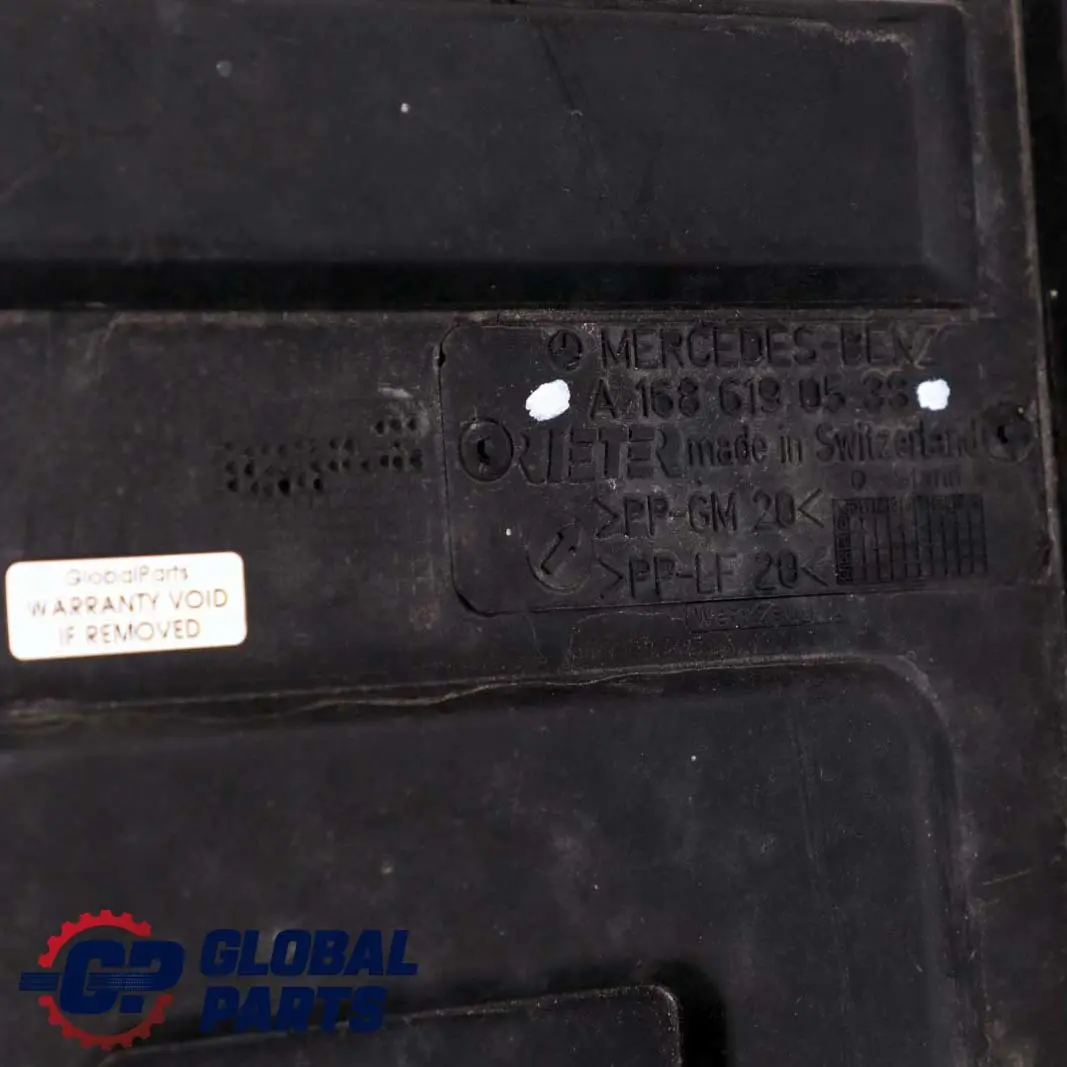 MERCEDES-BENZ
A 168 619 05 38
RIETER made in Switzerland
>PP-GM 20<
>PP-LF 20<
GlobalParts
WARRANTY VOID
IF REMOVED
GP GLOBAL
PARTS